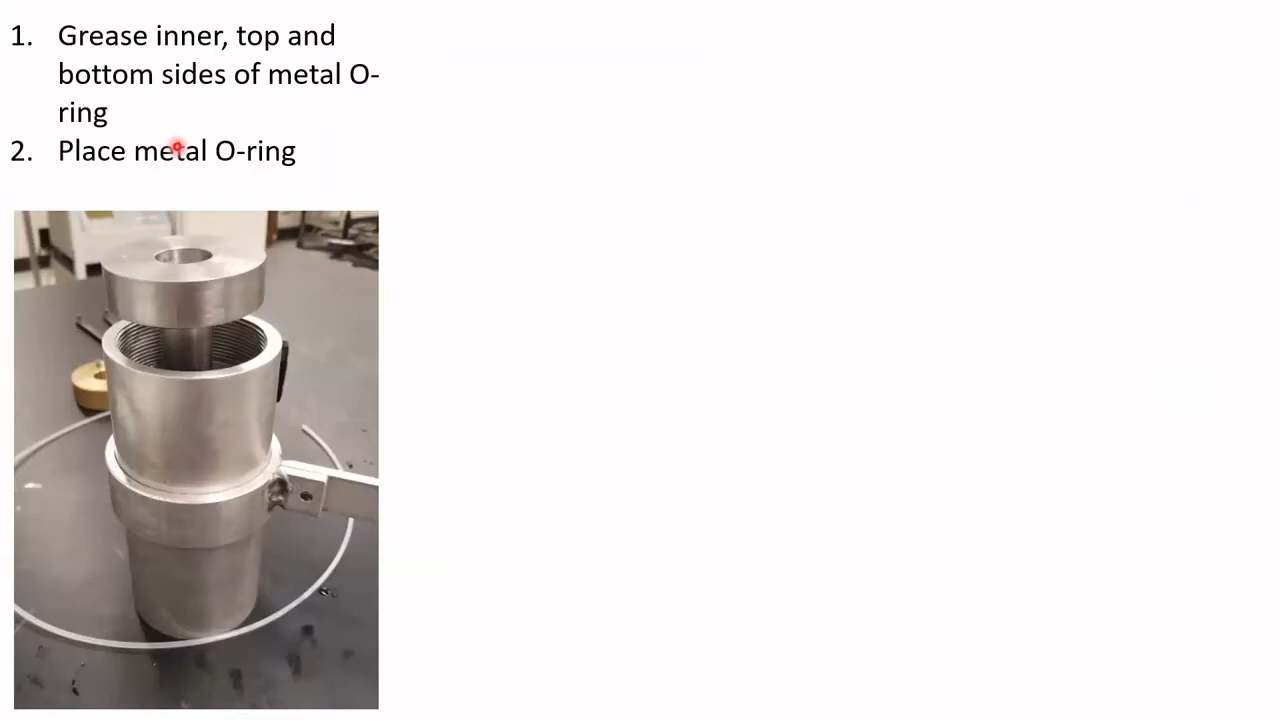 1. Grease inner, top and
bottom sides of metal O-
ring
2. Place metal O-ring